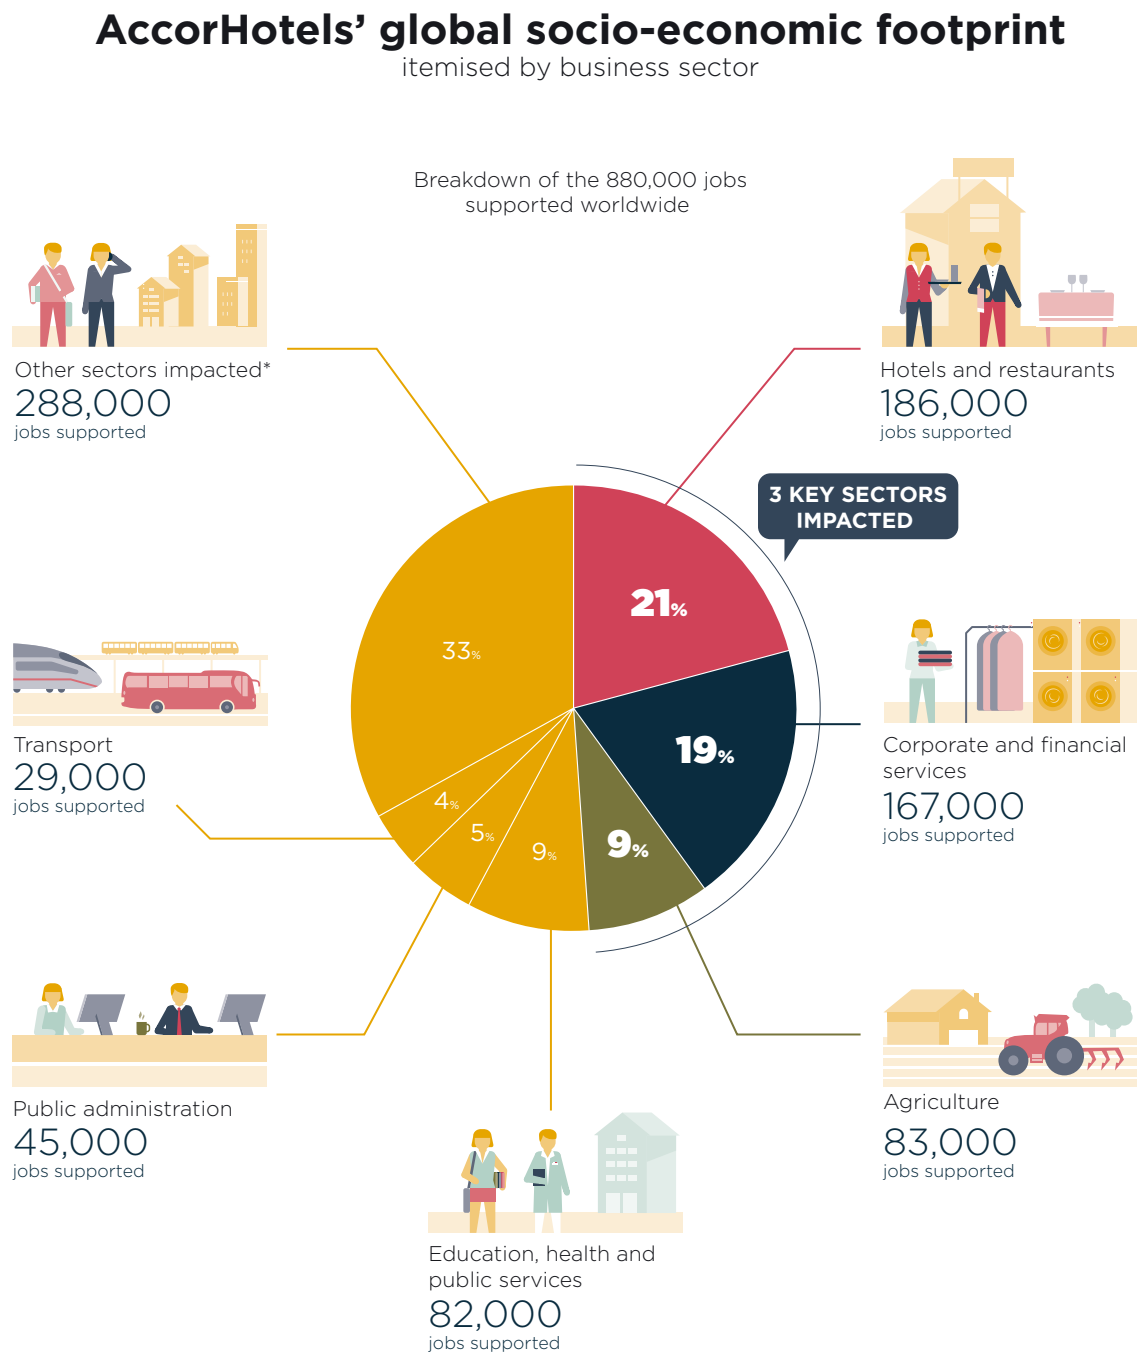 AccorHotels’ global socio-economic footprint
itemised by business sector
Breakdown of the 880,000 jobs
supported worldwide
Other sectors impacted*
288,000
jobs supported
Hotels and restaurants
186,000
jobs supported
3 KEY SECTORS
IMPACTED
21%
33%
19%
4%
5%
9%
9%
Transport
29,000
jobs supported
Corporate and financial
services
167,000
jobs supported
Public administration
45,000
jobs supported
Agriculture
83,000
jobs supported
Education, health and
public services
82,000
jobs supported